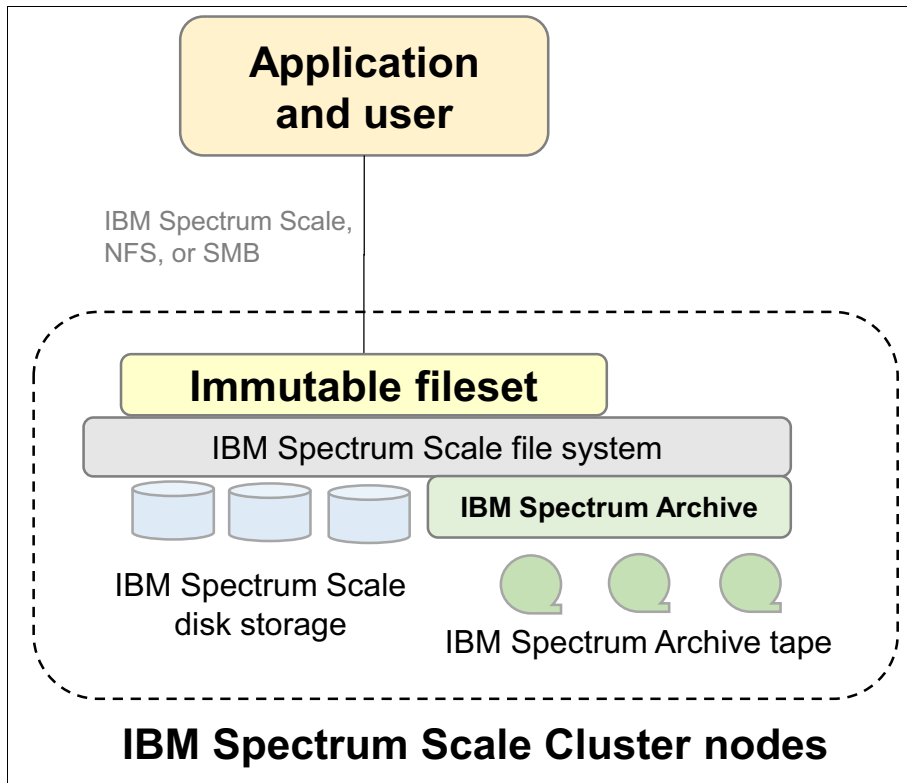 Application
and user
IBM Spectrum Scale,
NFS, or SMB
Immutable fileset
IBM Spectrum Scale file system
IBM Spectrum Archive
IBM Spectrum Scale
disk storage
IBM Spectrum Archive tape
IBM Spectrum Scale Cluster nodes